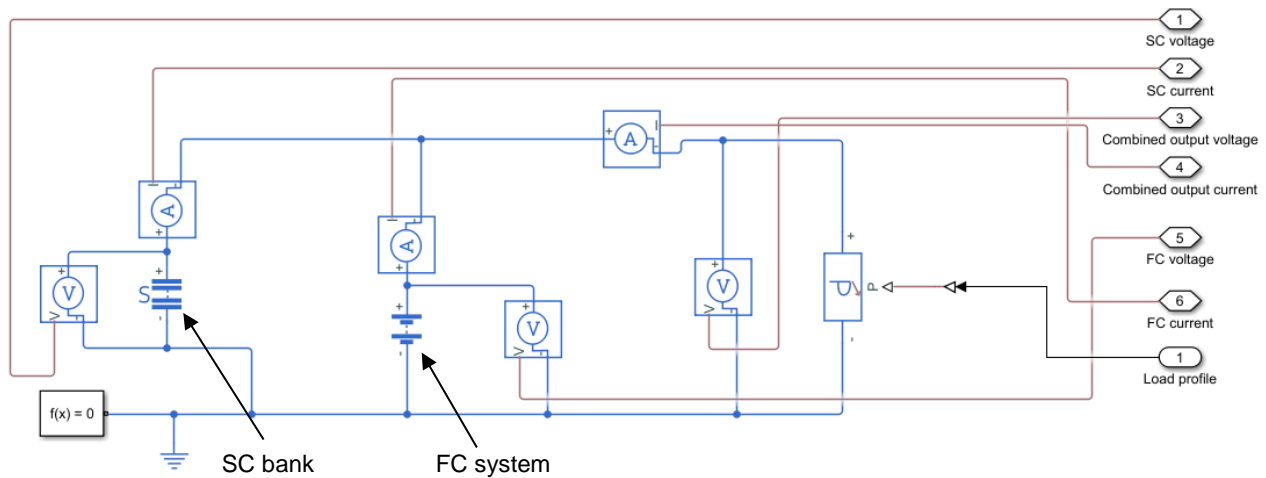 1
SC voltage
2
SC current
3
Combined output voltage
4
Combined output current
5
FC voltage
6
FC current
1
Load profile
A
I
+
-
A
I
+
-
A
I
+
-
V
V
+
-
S
+
-
+
-
V
V
+
-
V
V
+
-
P
P
+
-
f(x) = 0
SC bank
FC system